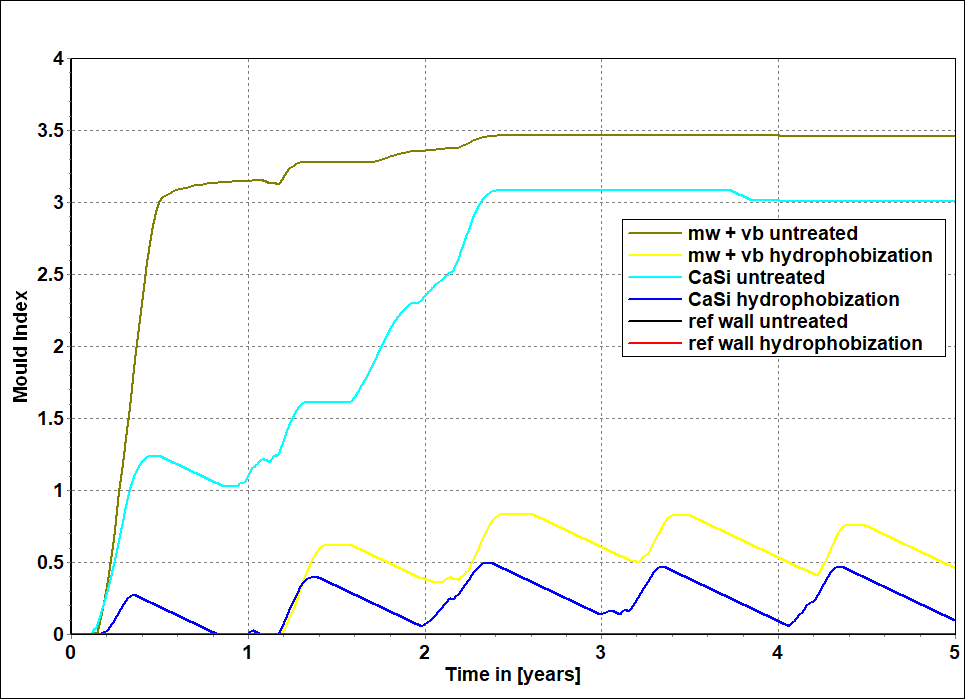 4
3.5
3
2.5
2
1.5
1
0.5
0
Mould Index
mw + vb untreated
mw + vb hydrophobization
CaSi untreated
CaSi hydrophobization
ref wall untreated
ref wall hydrophobization
0 1 2 3 4 5
Time in [years]